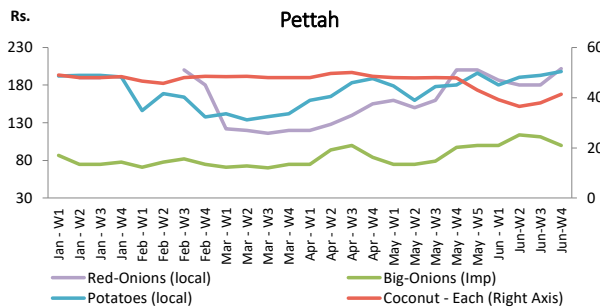 Pettah
Rs.
230
180
130
80
30
60
40
20
0
Jan - W1
Jan - W2
Jan - W3
Jan - W4
Feb - W1
Feb - W2
Feb - W3
Feb - W4
Mar - W1
Mar - W2
Mar - W3
Mar - W4
Apr - W1
Apr - W2
Apr - W3
Apr - W4
May - W1
May - W2
May - W3
May - W4
May - W5
Jun - W1
Jun-W2
Jun-W3
Jun-W4
Red-Onions (local)
Big-Onions (Imp)
Potatoes (local)
Coconut - Each (Right Axis)